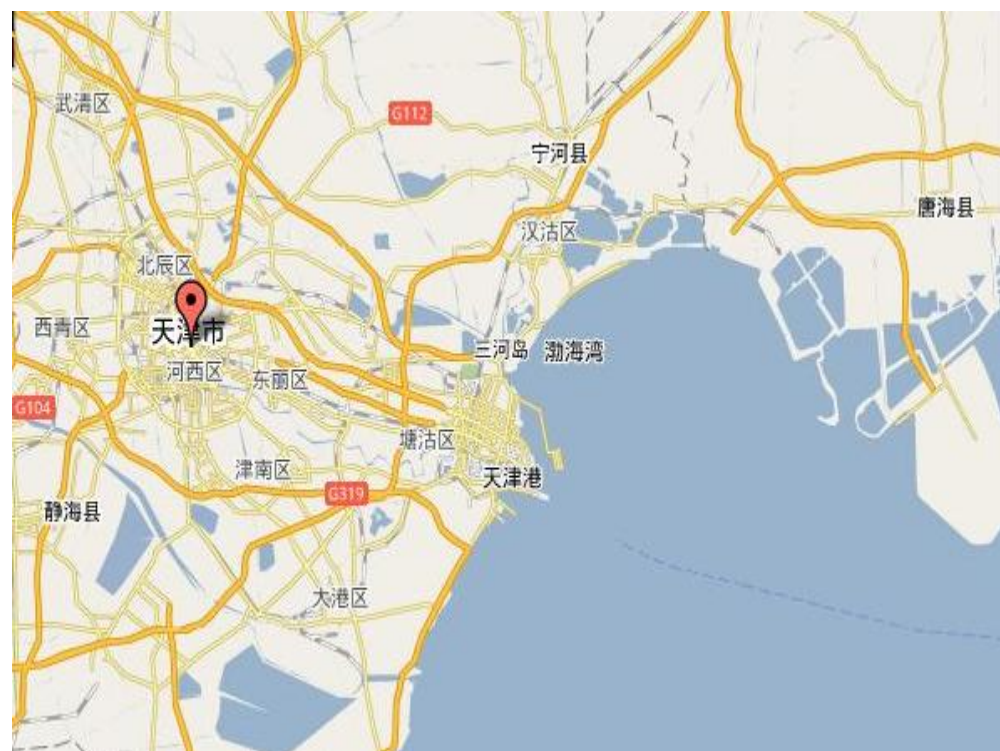 武清区
G112
宁河县
唐海县
汉沽区
北辰区
西青区
天津市
三河岛
渤海湾
河西区
东丽区
G104
塘沽区
津南区
天津港
G319
静海县
大港区